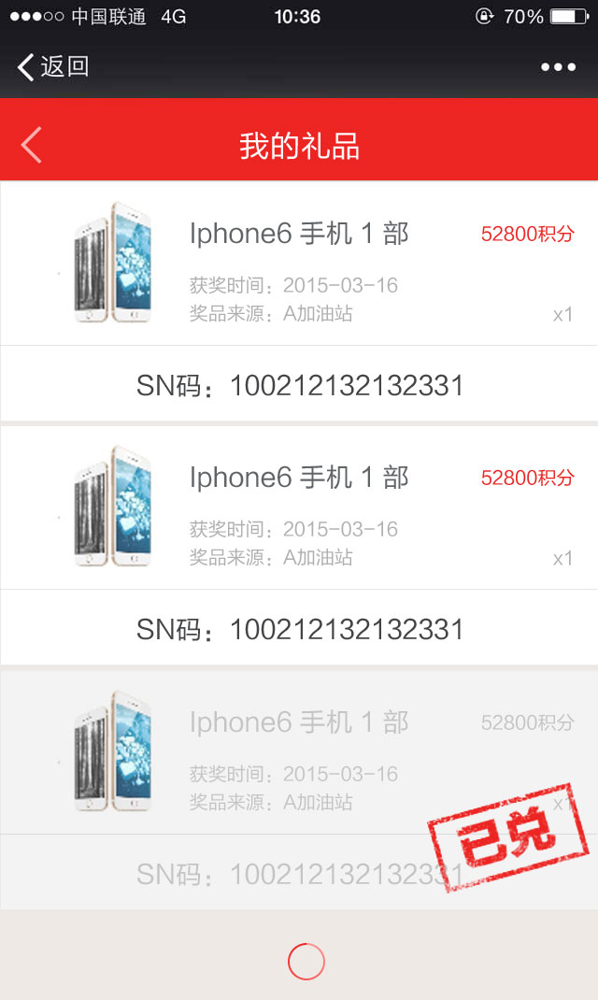 中国联通 4G 10:36 70%
返回
我的礼品
Iphone6 手机 1 部 52800积分
获奖时间：2015-03-16
奖品来源：A加油站 x1
SN码：100212132132331
Iphone6 手机 1 部 52800积分
获奖时间：2015-03-16
奖品来源：A加油站 x1
SN码：100212132132331
Iphone6 手机 1 部 52800积分
获奖时间：2015-03-16
奖品来源：A加油站 x1
已兑
SN码：100212132132331